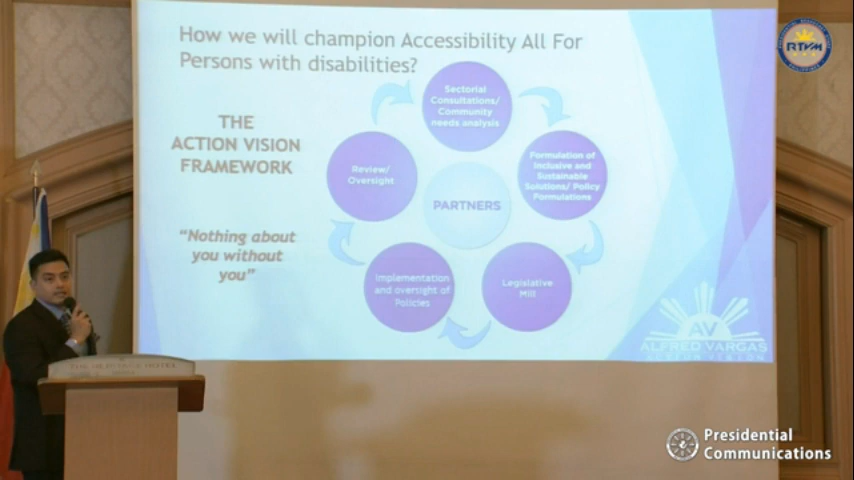 How we will champion Accessibility All For
Persons with disabilities?
THE
ACTION VISION
FRAMEWORK
"Nothing about
you without
you"
Sectorial
Consultations/
Community
needs analysis
Formulation of
Inclusive and
Sustainable
Solutions/ Policy
Formulations
Legislative
Mill
Implementation
and oversight of
Policies
Review/
Oversight
PARTNERS
AV
ALFRED VARGAS
ACTION VISION
RTVM
Presidential
Communications